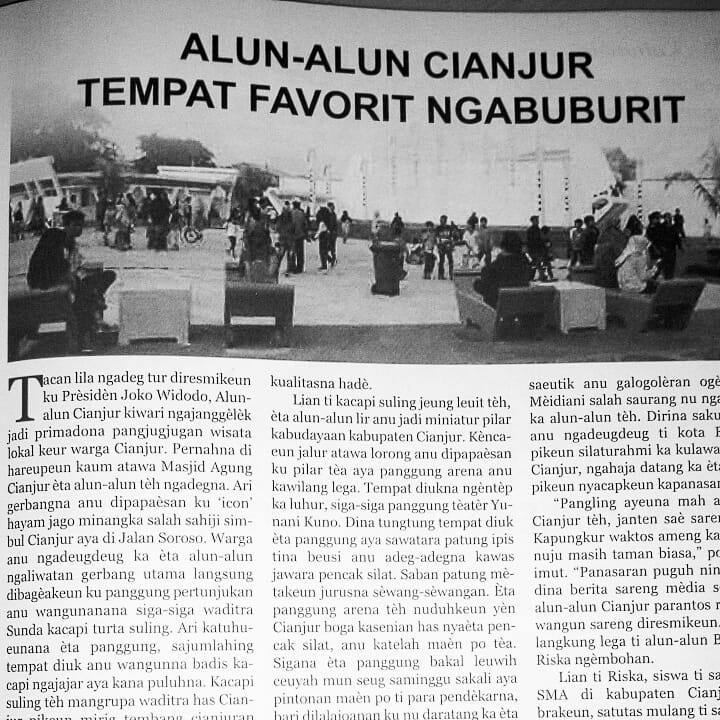 ALUN-ALUN CIANJUR
TEMPAT FAVORIT NGABUBURIT
Tacan lila ngadeg tur diresmikeun
ku Prèsidèn Joko Widodo, Alun-
alun Cianjur kiwari ngajanggèlèk
jadi primadona pangjugjugan wisata
lokal keur warga Cianjur. Pernahna di
hareupeun kaum atawa Masjid Agung
Cianjur èta alun-alun tèh ngadegna. Ari
gerbangna anu dipapaèsan ku ‘icon’
hayam jago minangka salah sahiji sim-
bul Cianjur aya di Jalan Soroso. Warga
anu ngadeugdeug ka èta alun-alun
ngaliwatan gerbang utama langsung
dibagèakeun ku panggung pertunjukan
anu wangunanana siga-siga waditra
Sunda kacapi turta suling. Ari katuhu-
eunana èta panggung, sajumlahing
tempat diuk anu wangunna badis ka-
capi ngajajar aya kana puluhna. Kacapi
suling tèh mangrupa waditra has Cian-
jur pikeun mirig tembang cianjuran
kualitasna hadè.
Lian ti kacapi suling jeung leuit tèh,
èta alun-alun lir anu jadi miniatur pilar
kabudayaan kabupaten Cianjur. Kènca-
eun jalur atawa lorong anu dipapaèsan
ku pilar tèa aya panggung arena anu
kawilang lega. Tempat diukna ngèntèp
ka luhur, siga-siga panggung tèatèr Yu-
nani Kuno. Dina tungtung tempat diuk
èta panggung aya sawatara patung ipis
tina beusi anu adeg-adegna kawas
jawara pencak silat. Saban patung mè-
takeun jurusna sèwang-sèwangan. Èta
panggung arena tèh nuduhkeun yèn
Cianjur boga kasenian has nyaèta pen-
cak silat, anu katelah maèn po tèa.
Sigana èta panggung bakal leuwih
ceuyah mun seug saminggu sakali aya
pintonan maèn po ti para pendèkarna,
bari dilalajoanan ku nu daratang ka èta
saeutik anu galogolèran ogè
Mèidiani salah saurang nu nga
ka alun-alun tèh. Dirina saku
anu ngadeugdeug ti kota B
pikeun silaturahmi ka kulawa
Cianjur, ngahaja datang ka èta
pikeun nyacapkeun kapanasar
“Pangling ayeuna mah a
Cianjur tèh, janten saè saren
Kapungkur waktos ameng ka
nuju masih taman biasa,” po
imut. “Panasaran puguh nin
dina berita sareng mèdia s
alun-alun Cianjur parantos r
wangun sareng diresmikeun.
langkung lega ti alun-alun B
Riska ngèmbohan.
Lian ti Riska, siswa ti sa
SMA di kabupaten Cianj
brakeun, satutas mulang ti sa